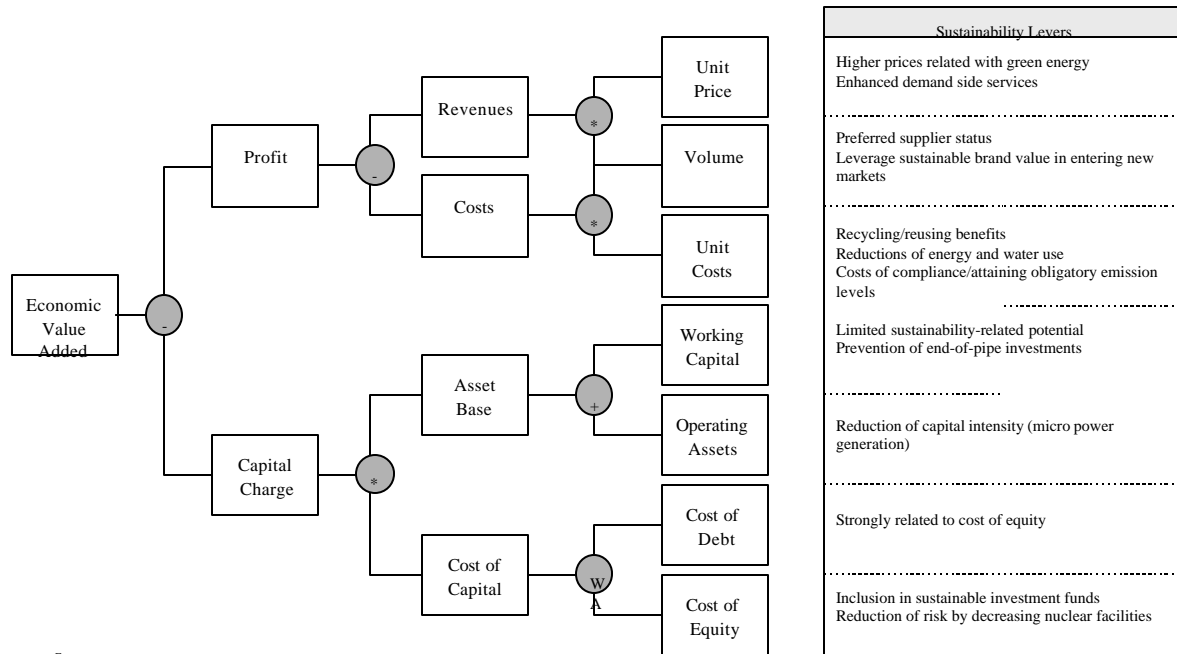 Sustainability Levers
Unit
Price
Higher prices related with green energy
Enhanced demand side services
Revenues
*
Profit
-
Volume
Preferred supplier status
Leverage sustainable brand value in entering new
markets
Costs
*
Unit
Costs
Recycling/reusing benefits
Reductions of energy and water use
Costs of compliance/attaining obligatory emission
levels
Economic
Value
Added
-
Working
Capital
Limited sustainability-related potential
Prevention of end-of-pipe investments
Asset
Base
+
Operating
Assets
Reduction of capital intensity (micro power
generation)
Capital
Charge
*
Cost of
Debt
Strongly related to cost of equity
Cost of
Capital
W
A
Cost of
Equity
Inclusion in sustainable investment funds
Reduction of risk by decreasing nuclear facilities